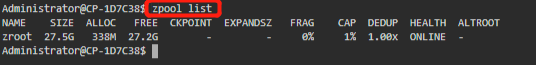 Administrator@CP-1D7C38$ zpool list
NAME SIZE ALLOC FREE CKPOINT EXPANDSZ FRAG CAP DEDUP HEALTH ALTROOT
zroot 27.5G 338M 27.2G - - 0% 1% 1.00x ONLINE -
Administrator@CP-1D7C38$